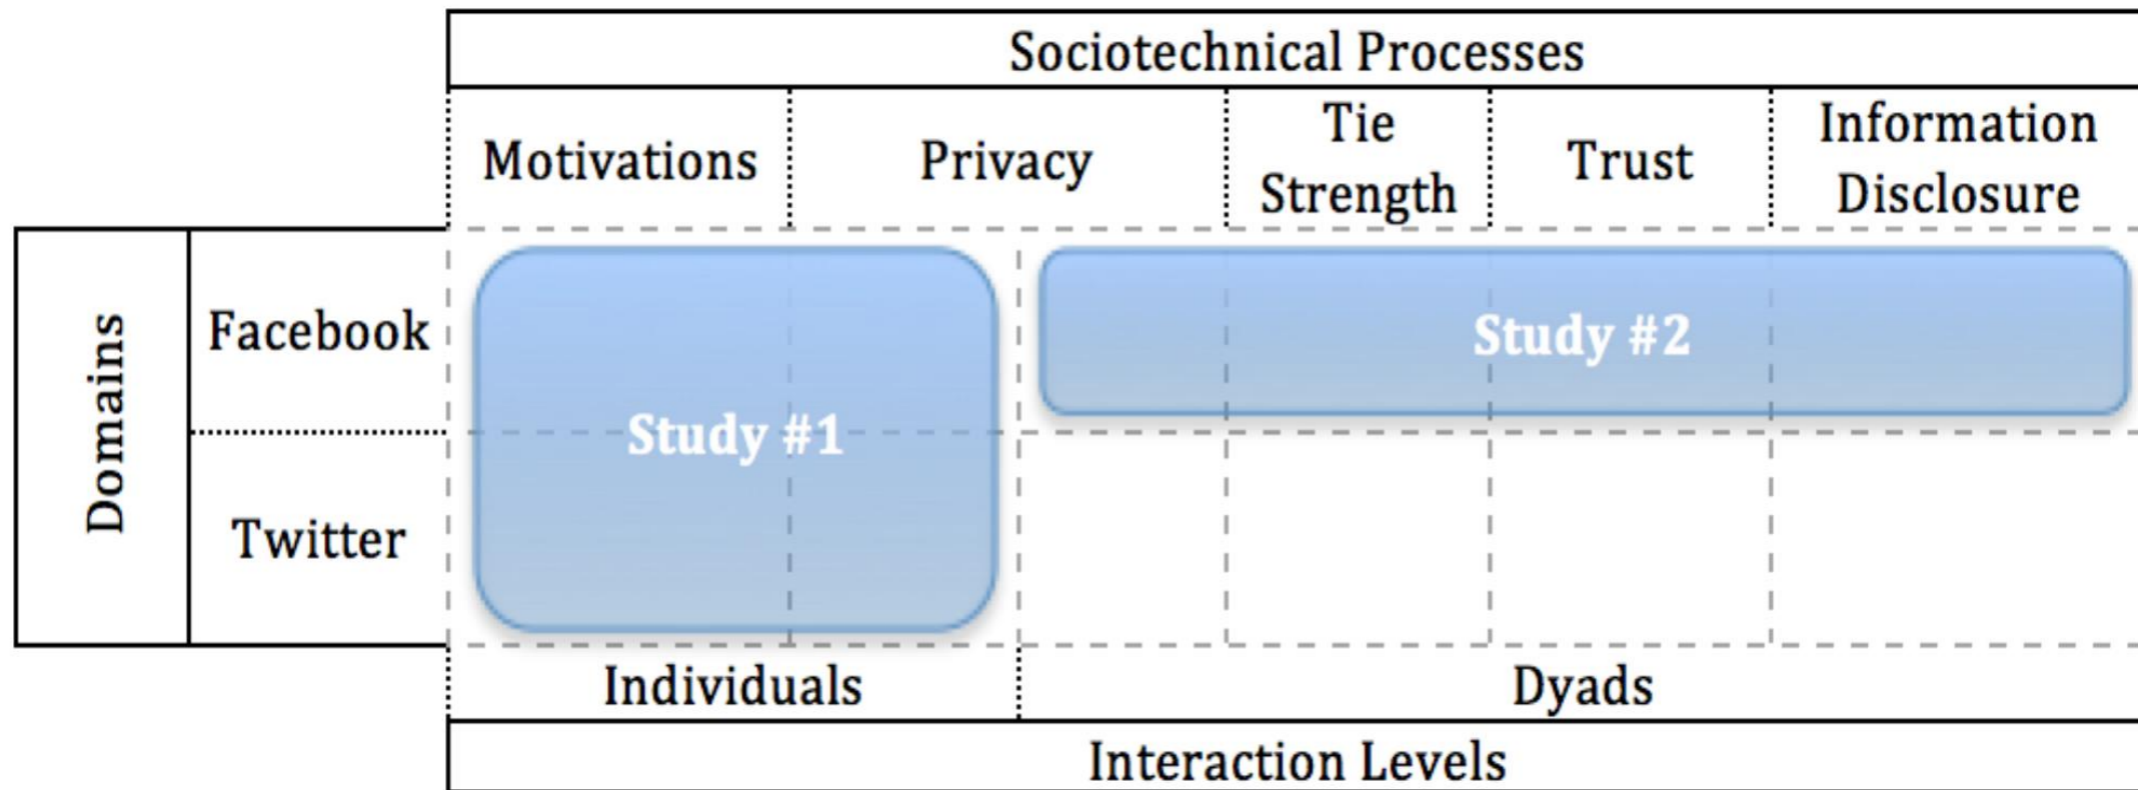 Sociotechnical Processes
Motivations
Privacy
Tie
Strength
Trust
Information
Disclosure
Domains
Facebook
Twitter
Study #1
Study #2
Individuals
Dyads
Interaction Levels